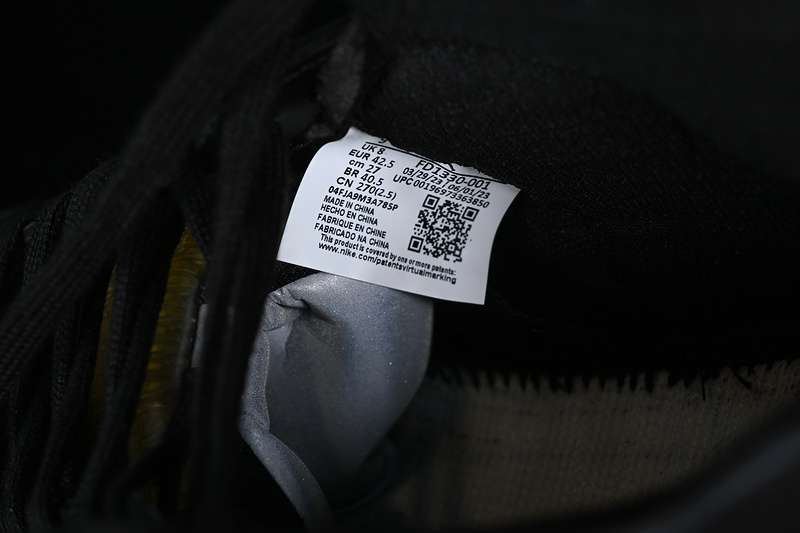 UK 8
EUR 42.5
cm 27
BR 40.5
CN 270(2.5)
04FJA9M3A785P
MADE IN CHINA
HECHO EN CHINA
FABRIQUE EN CHINE
FABRICADO NA CHINA
FD1330-001
03/29/23 06/01/23
UPC 00196973363850
This product is covered by one or more patents:
www.nike.com/patentsvirtualmarking